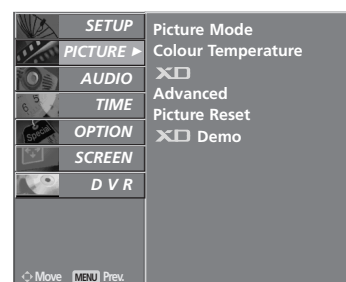 SETUP
PICTURE ►
AUDIO
TIME
OPTION
SCREEN
D V R
Picture Mode
Colour Temperature
XD
Advanced
Picture Reset
XD Demo
Special
Move MENU Prev.